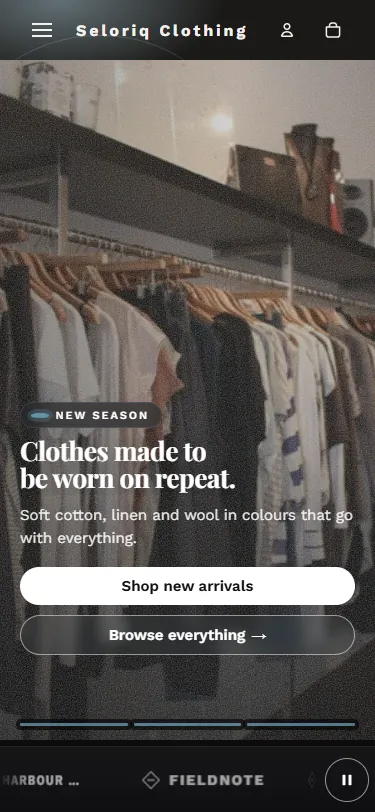 Seloriq Clothing
NEW SEASON
Clothes made to
be worn on repeat.
Soft cotton, linen and wool in colours that go
with everything.
Shop new arrivals
Browse everything →
HARBOUR ...
FIELDNOTE